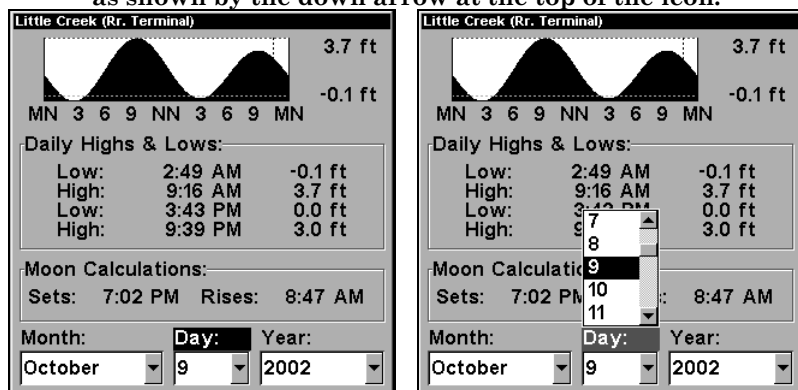 as shown by the down arrow at the top of the icon.
Little Creek (Rr. Terminal)
3.7 ft
-0.1 ft
MN 3 6 9 NN 3 6 9 MN
Daily Highs & Lows:
Low: 2:49 AM -0.1 ft
High: 9:16 AM 3.7 ft
Low: 3:43 PM 0.0 ft
High: 9:39 PM 3.0 ft
Moon Calculations:
Sets: 7:02 PM Rises: 8:47 AM
Month: Day: Year:
October 9 2002
Little Creek (Rr. Terminal)
3.7 ft
-0.1 ft
MN 3 6 9 NN 3 6 9 MN
Daily Highs & Lows:
Low: 2:49 AM -0.1 ft
High: 9:16 AM 3.7 ft
Low: 3:43 PM 0.0 ft
High: 3.0 ft
7
8
9
10
11
Moon
Sets: 7:02 8:47 AM
Month: Day: Year:
October 9 2002